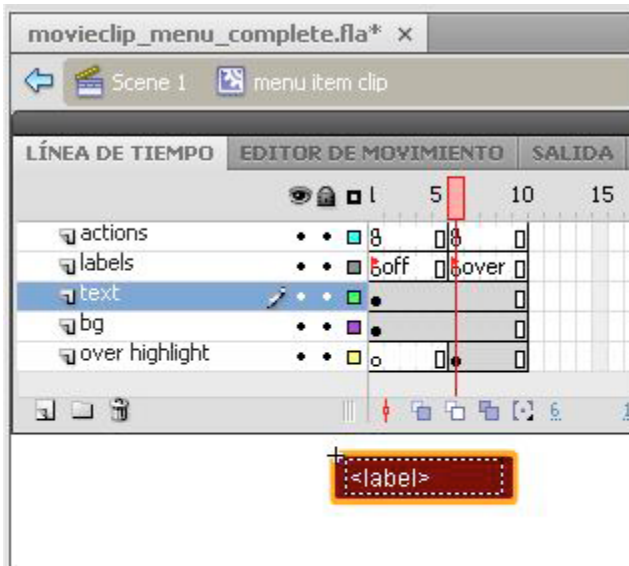 movieclip_menu_complete.fla* ×
Scene 1 menu item clip
LÍNEA DE TIEMPO EDITOR DE MOVIMIENTO SALIDA
1 5 10 15
actions
labels off over
text
bg
over highlight
6
<label>